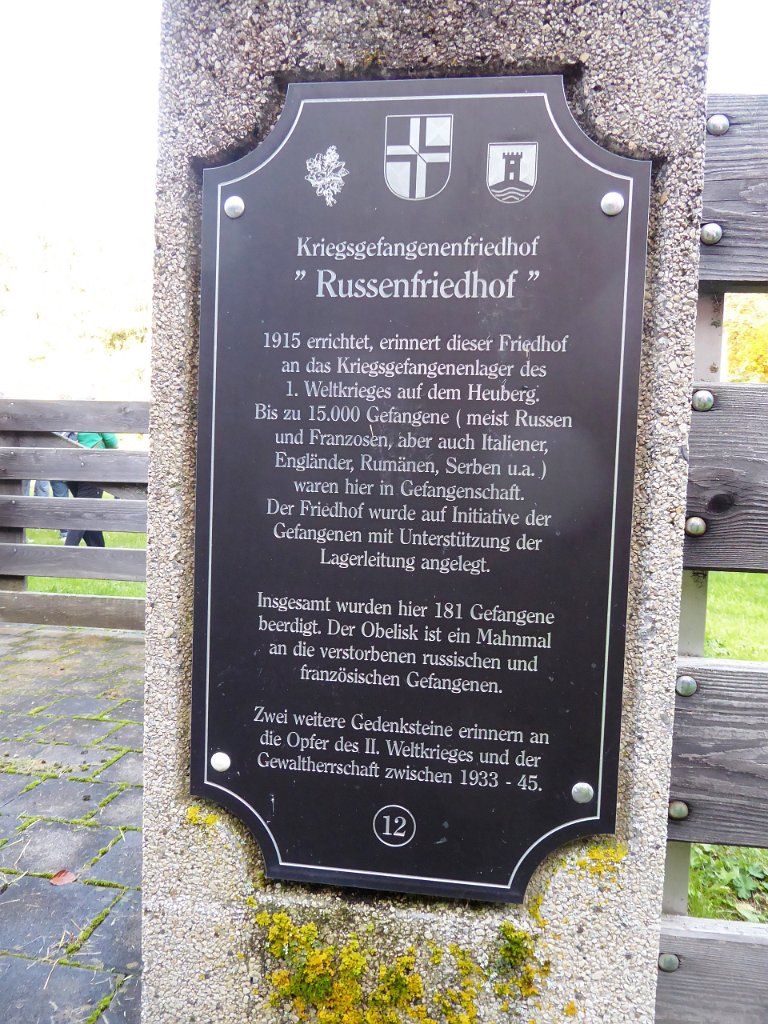 Kriegsgefangenenfriedhof
" Russenfriedhof "
1915 errichtet, erinnert dieser Friedhof
an das Kriegsgefangenenlager des
1. Weltkrieges auf dem Heuberg.
Bis zu 15.000 Gefangene ( meist Russen
und Franzosen, aber auch Italiener,
Engländer, Rumänen, Serben u.a. )
waren hier in Gefangenschaft.
Der Friedhof wurde auf Initiative der
Gefangenen mit Unterstützung der
Lagerleitung angelegt.
Insgesamt wurden hier 181 Gefangene
beerdigt. Der Obelisk ist ein Mahnmal
an die verstorbenen russischen und
französischen Gefangenen.
Zwei weitere Gedenksteine erinnern an
die Opfer des II. Weltkrieges und der
Gewaltherrschaft zwischen 1933 - 45.
12